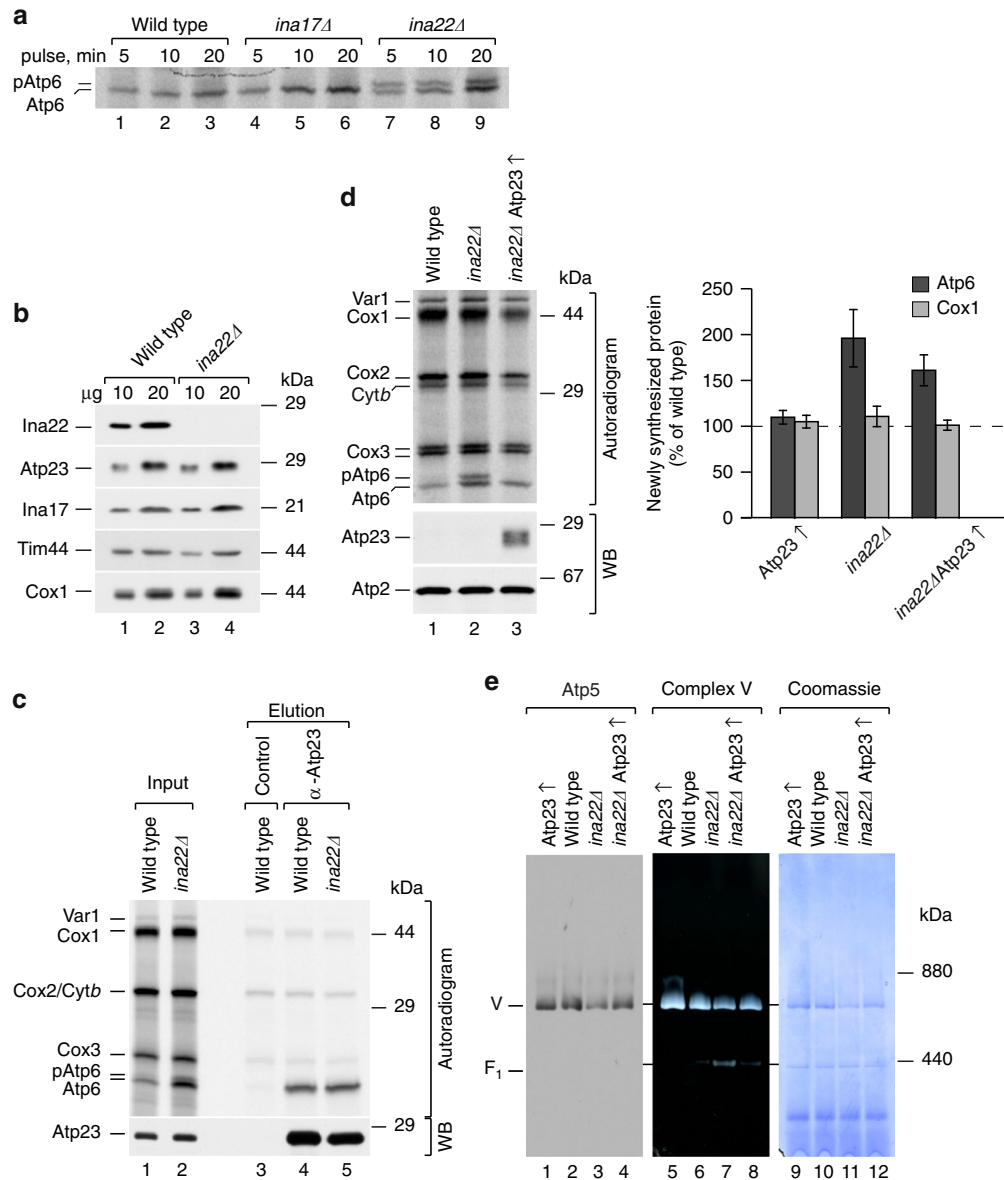 a
Wild type ina17Δ ina22Δ
pulse, min 5 10 20 5 10 20 5 10 20
pAtp6
Atp6
1 2 3 4 5 6 7 8 9
b
Wild type ina22Δ
µg 10 20 10 20 kDa
29
Ina22
Atp23 29
Ina17 21
Tim44 44
Cox1 44
1 2 3 4
c
Elution
Input Control α-Atp23
Wild type ina22Δ Wild type Wild type ina22Δ
kDa
Var1
Cox1 44
Cox2/Cytb
29
Cox3
pAtp6
Atp6
Autoradiogram
Atp23 29
WB
1 2 3 4 5
d
Wild type ina22Δ ina22Δ Atp23 ↑
kDa
Var1
Cox1 44
Cox2
Cytb 29
Cox3
pAtp6
Atp6
Autoradiogram
29
Atp23
67
Atp2
WB
1 2 3
Newly synthesized protein
(% of wild type)
250
200
150
100
50
0
Atp6
Cox1
Atp23 ↑ ina22Δ ina22ΔAtp23 ↑
e
Atp5 Complex V Coomassie
Atp23 ↑ Wild type ina22Δ ina22Δ Atp23 ↑ Atp23 ↑ Wild type ina22Δ ina22Δ Atp23 ↑ Atp23 ↑ Wild type ina22Δ ina22Δ Atp23 ↑
kDa
880
V
440
F1
1 2 3 4 5 6 7 8 9 10 11 12